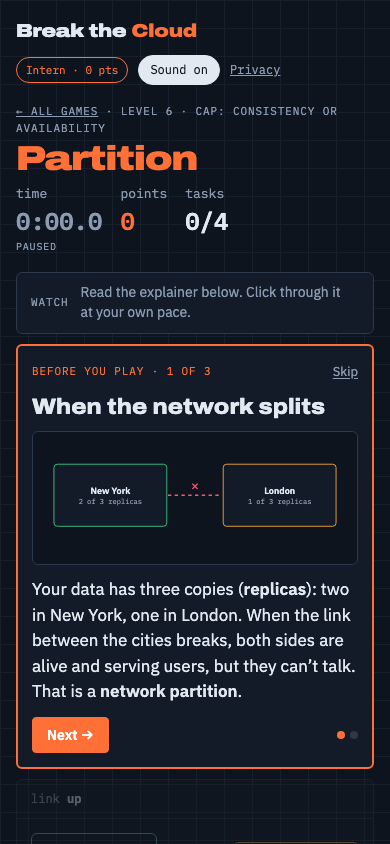 Break the Cloud
Intern · 0 pts
Sound on
Privacy
← ALL GAMES · LEVEL 6 · CAP: CONSISTENCY OR
AVAILABILITY
Partition
time points tasks
0:00.0 0 0/4
PAUSED
WATCH
Read the explainer below. Click through it
at your own pace.
BEFORE YOU PLAY · 1 OF 3
Skip
When the network splits
New York
2 of 3 replicas
×
London
1 of 3 replicas
Your data has three copies (replicas): two
in New York, one in London. When the link
between the cities breaks, both sides are
alive and serving users, but they can’t talk.
That is a network partition.
Next →
link up